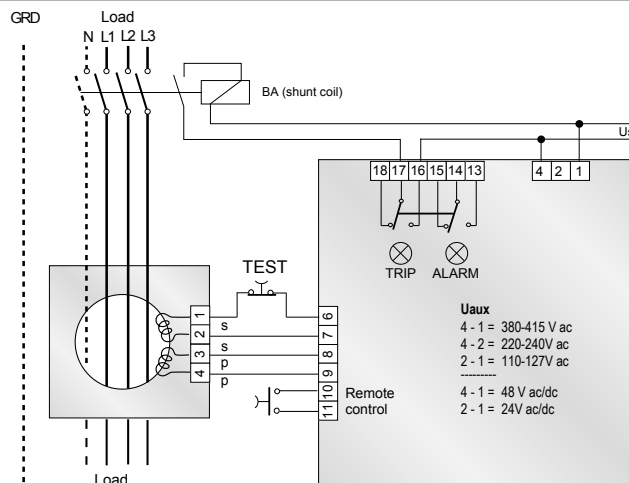 GRD
Load
N L1 L2 L3
BA (shunt coil)
Us
18 17 16 15 14 13
4 2 1
TRIP ALARM
TEST
1
2
3
4
s
s
p
p
6
7
8
9
10
11
Remote
control
Uaux
4 - 1 = 380-415 V ac
4 - 2 = 220-240V ac
2 - 1 = 110-127V ac
---------
4 - 1 = 48 V ac/dc
2 - 1 = 24V ac/dc
Load